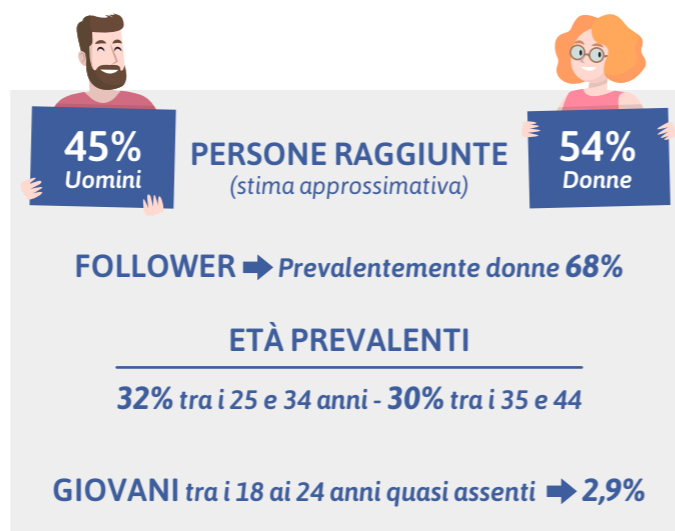 45%
Uomini
PERSONE RAGGIUNTE
(stima approssimativa)
54%
Donne
FOLLOWER ➡ Prevalentemente donne 68%
ETÀ PREVALENTI
32% tra i 25 e 34 anni - 30% tra i 35 e 44
GIOVANI tra i 18 ai 24 anni quasi assenti ➡ 2,9%